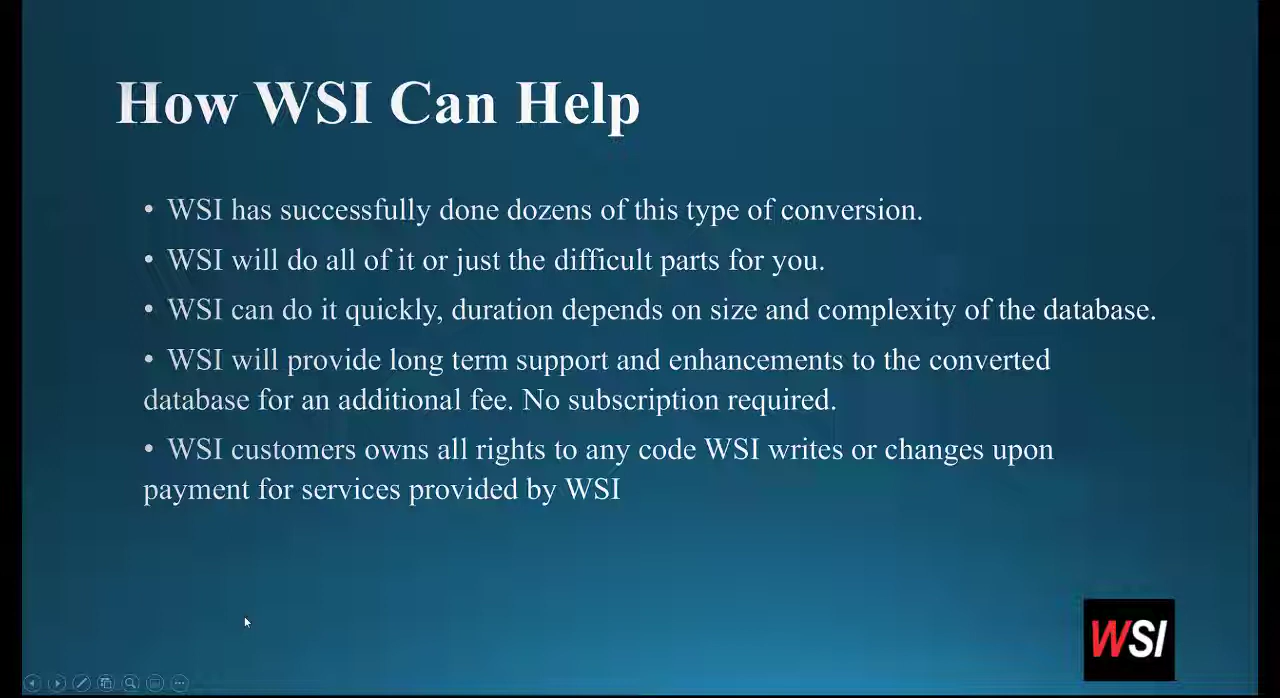 How WSI Can Help
• WSI has successfully done dozens of this type of conversion.
• WSI will do all of it or just the difficult parts for you.
• WSI can do it quickly, duration depends on size and complexity of the database.
• WSI will provide long term support and enhancements to the converted
database for an additional fee. No subscription required.
• WSI customers owns all rights to any code WSI writes or changes upon
payment for services provided by WSI
WSI